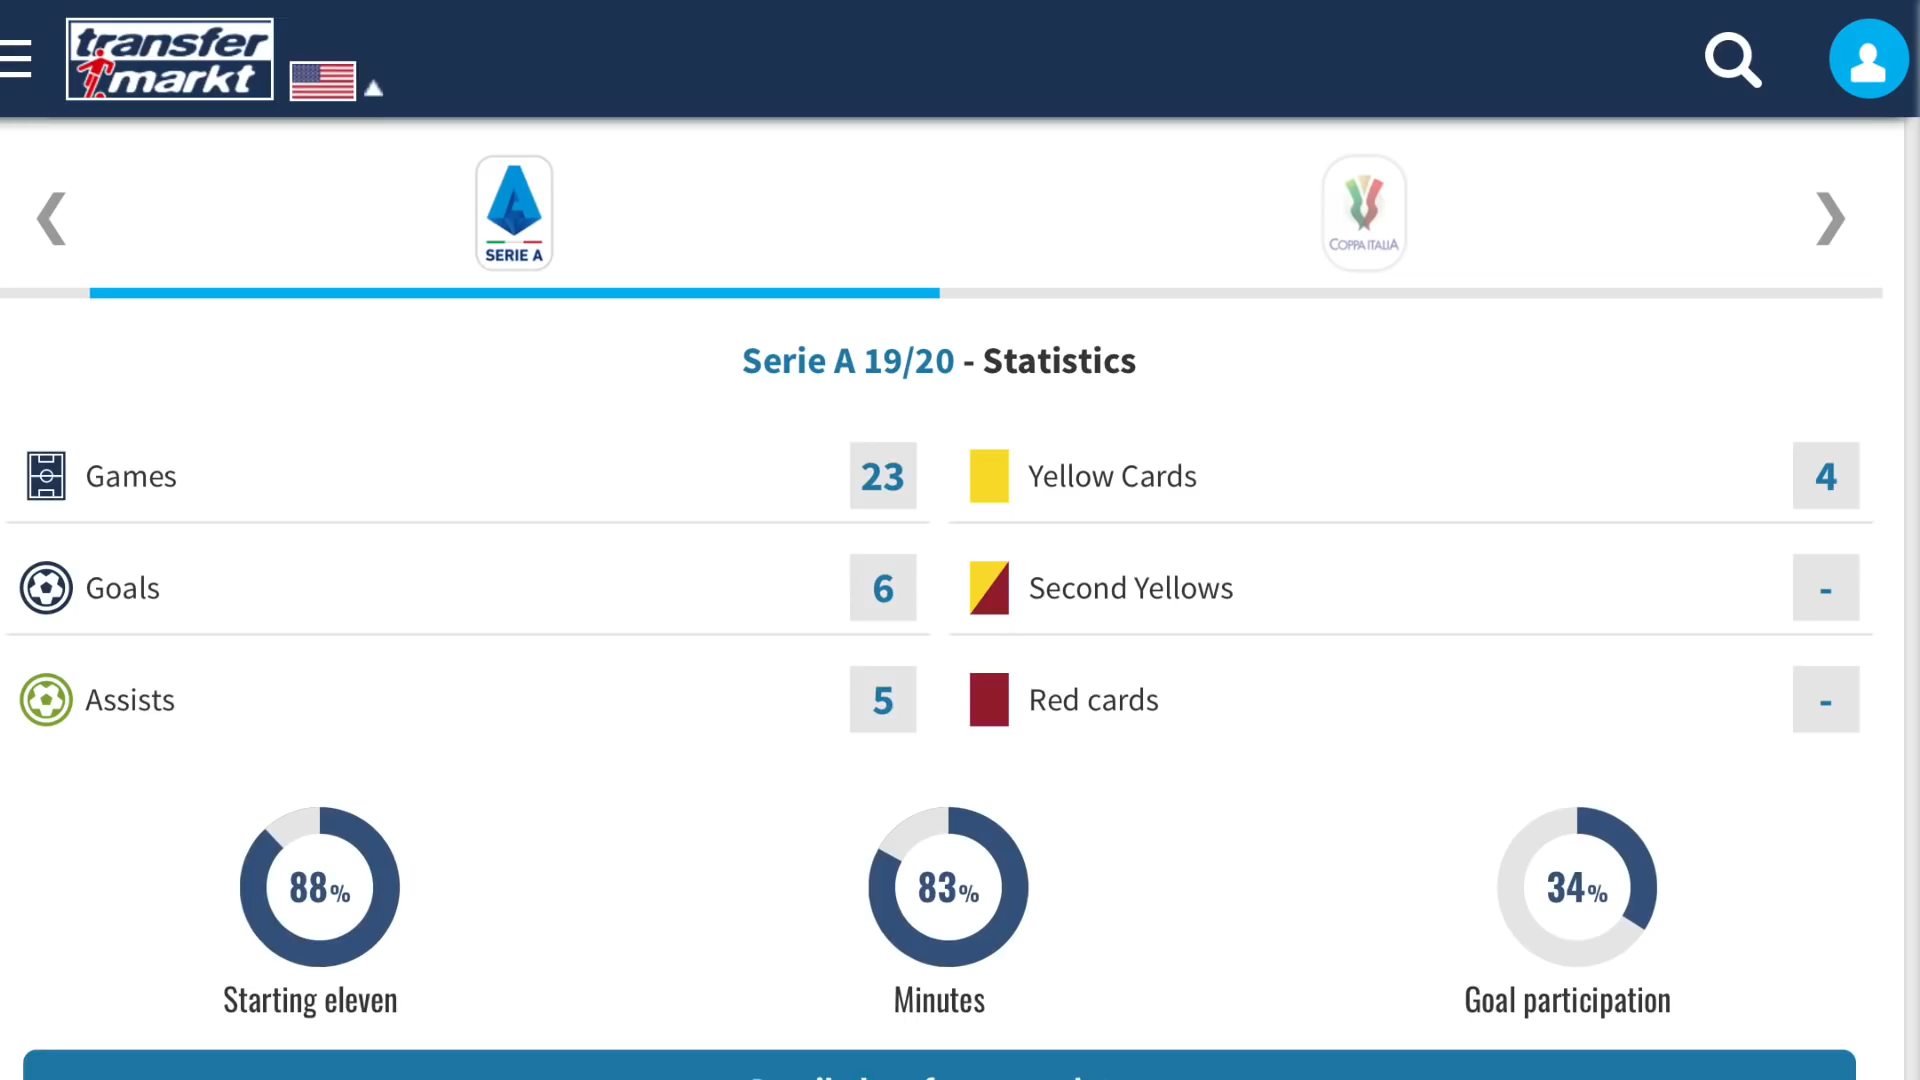 transfer
markt
SERIE A
COPPA ITALIA
Serie A 19/20 - Statistics
Games 23
Yellow Cards 4
Goals 6
Second Yellows -
Assists 5
Red cards -
88%
83%
34%
Starting eleven
Minutes
Goal participation